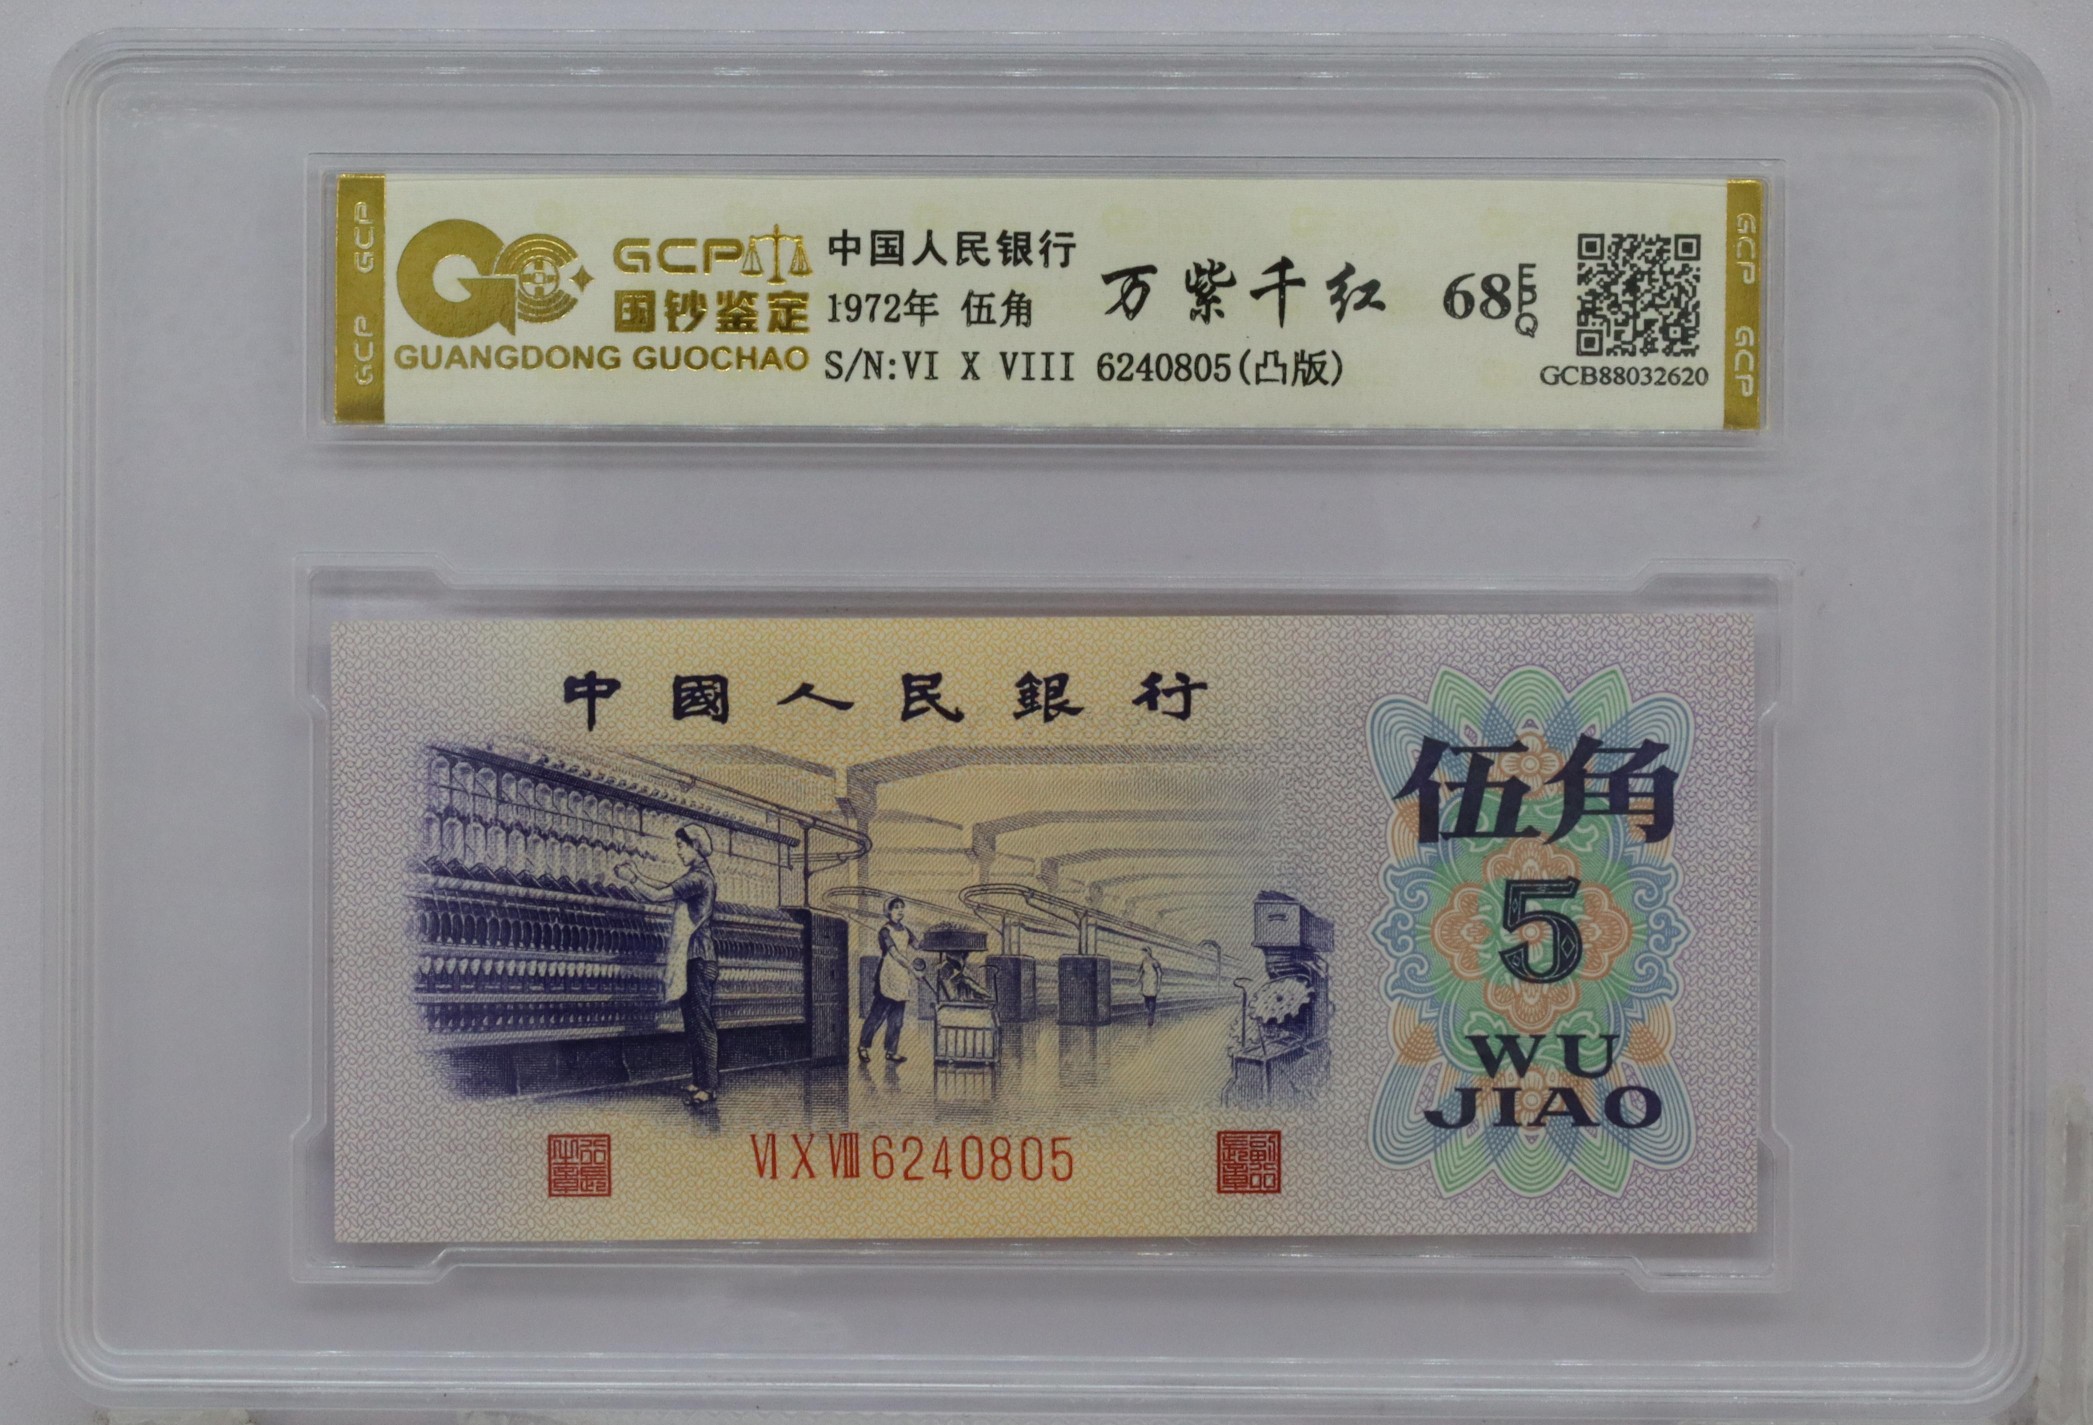 GCP
GCP
GCP 中国人民银行
国钞鉴定 1972年 伍角 万紫千红 68 EPQ
GUANGDONG GUOCHAO S/N:VI X VIII 6240805(凸版)
GCB88032620
GCP
GCP
中國人民銀行
伍角
5
WU
JIAO
VI X VIII 6240805